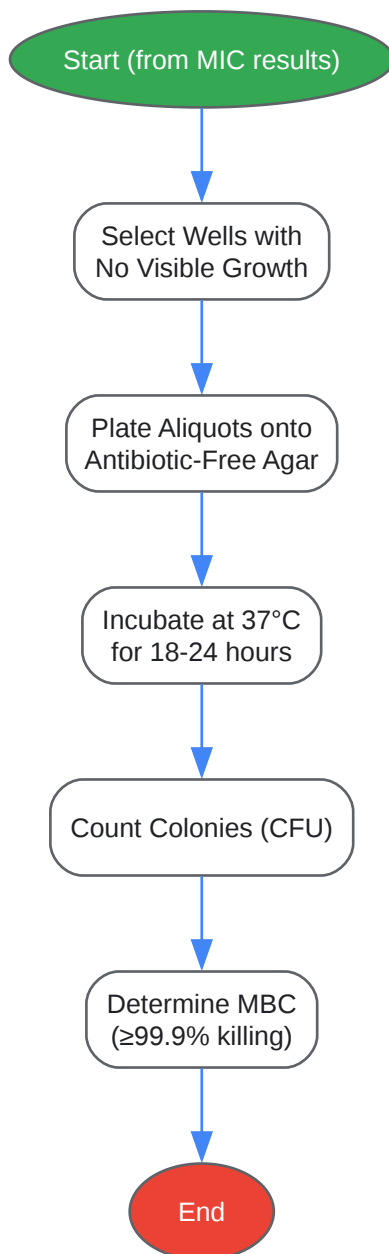 Start (from MIC results)
Select Wells with
No Visible Growth
Plate Aliquots onto
Antibiotic-Free Agar
Incubate at 37°C
for 18-24 hours
Count Colonies (CFU)
Determine MBC
(≥99.9% killing)
End